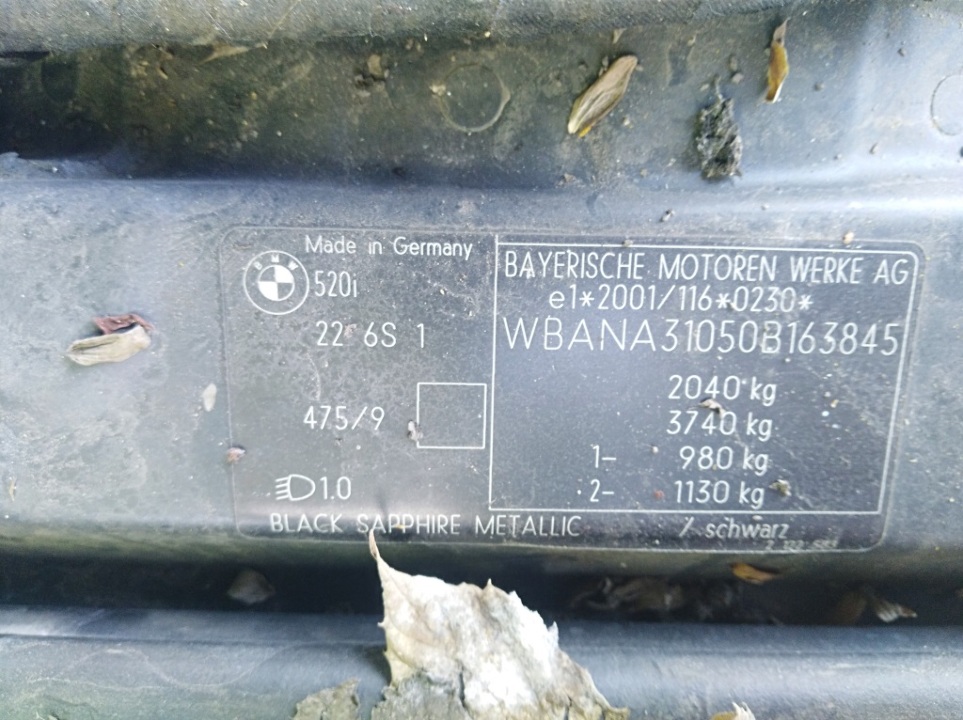 Made in Germany
BMW
520i
22 6S 1
475/9
1.0
BLACK SAPPHIRE METALLIC / schwarz
BAYERISCHE MOTOREN WERKE AG
e1*2001/116*0230*
WBANA31050B163845
2040 kg
3740 kg
1- 980 kg
2- 1130 kg